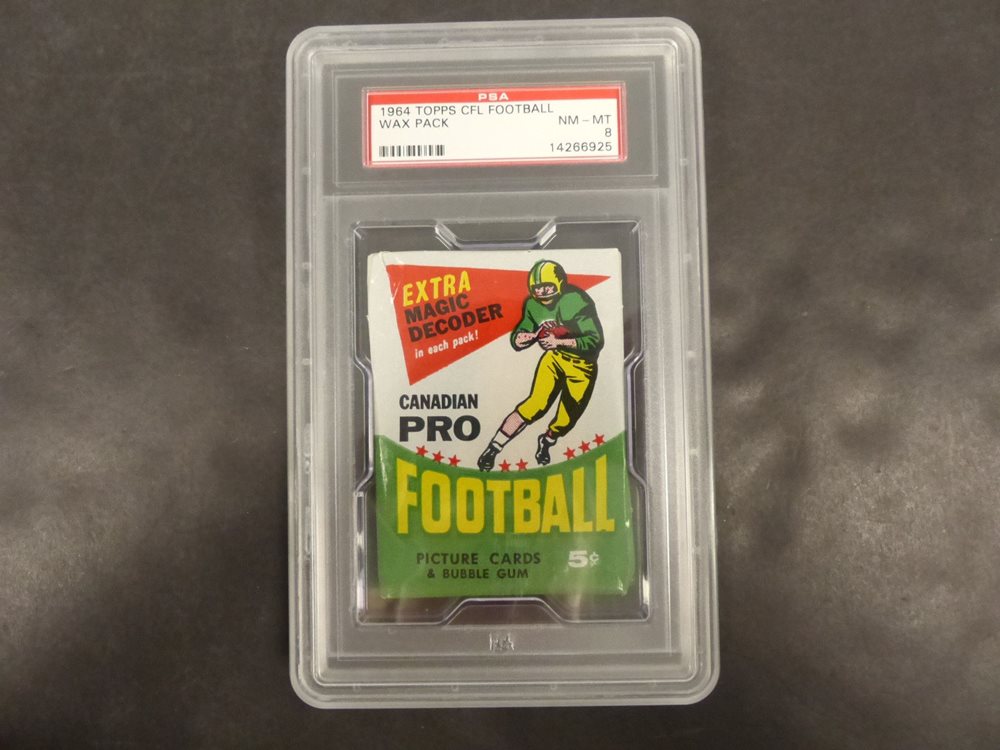 PSA
1964 TOPPS CFL FOOTBALL
WAX PACK NM - MT
8
14266925
EXTRA
MAGIC
DECODER
in each pack!
CANADIAN
PRO
FOOTBALL
PICTURE CARDS 5¢
& BUBBLE GUM